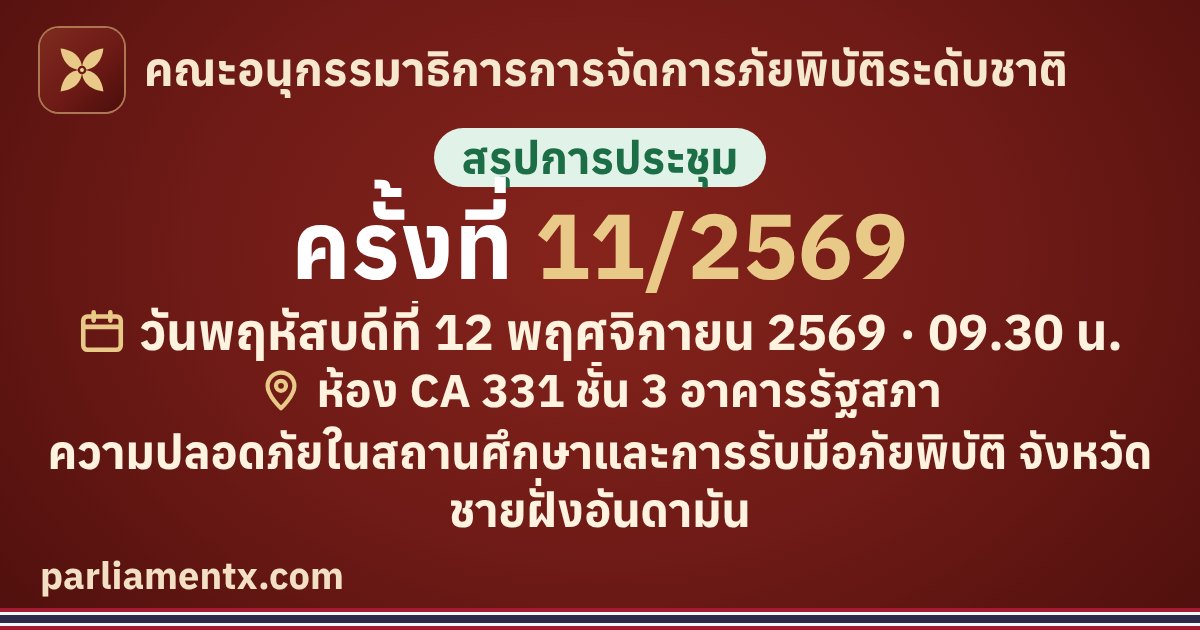 คณะอนุกรรมาธิการการจัดการภัยพิบัติระดับชาติ
สรุปการประชุม
ครั้งที่ 11/2569
วันพฤหัสบดีที่ 12 พฤศจิกายน 2569 · 09.30 น.
ห้อง CA 331 ชั้น 3 อาคารรัฐสภา
ความปลอดภัยในสถานศึกษาและการรับมือภัยพิบัติ จังหวัด
ชายฝั่งอันดามัน
parliamentx.com